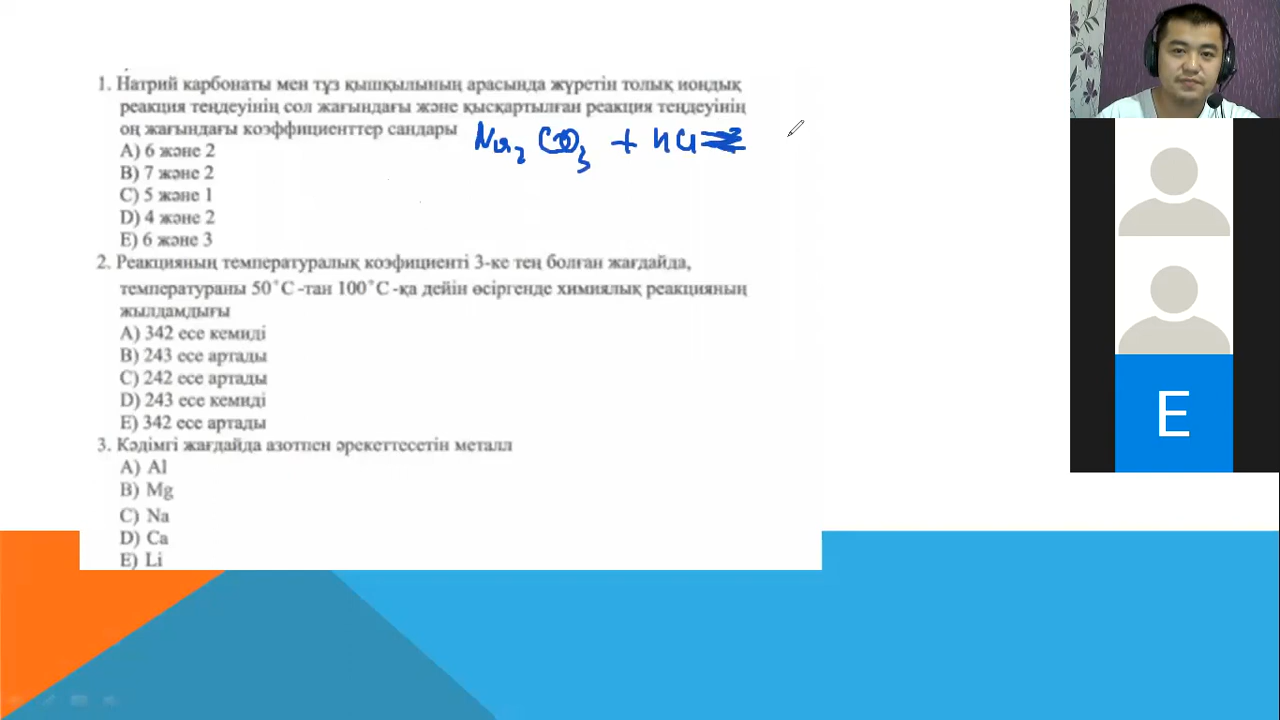 1. Натрий карбонаты мен тұз қышқылының арасында жүретін толық иондық
реакция теңдеуінің сол жағындағы және қысқартылған реакция теңдеуінің
оң жағындағы коэффициенттер сандары Na₂CO₃ + HCl
A) 6 және 2
B) 7 және 2
C) 5 және 1
D) 4 және 2
E) 6 және 3
2. Реакцияның температуралық коэфициенті 3-ке тең болған жағдайда,
температураны 50˚C -тан 100˚C -қа дейін өсіргенде химиялық реакцияның
жылдамдығы
A) 342 есе кемиді
B) 243 есе артады
C) 242 есе артады
D) 243 есе кемиді
E) 342 есе артады
3. Кәдімгі жағдайда азотпен әрекеттесетін металл
A) Al
B) Mg
C) Na
D) Ca
E) Li
E